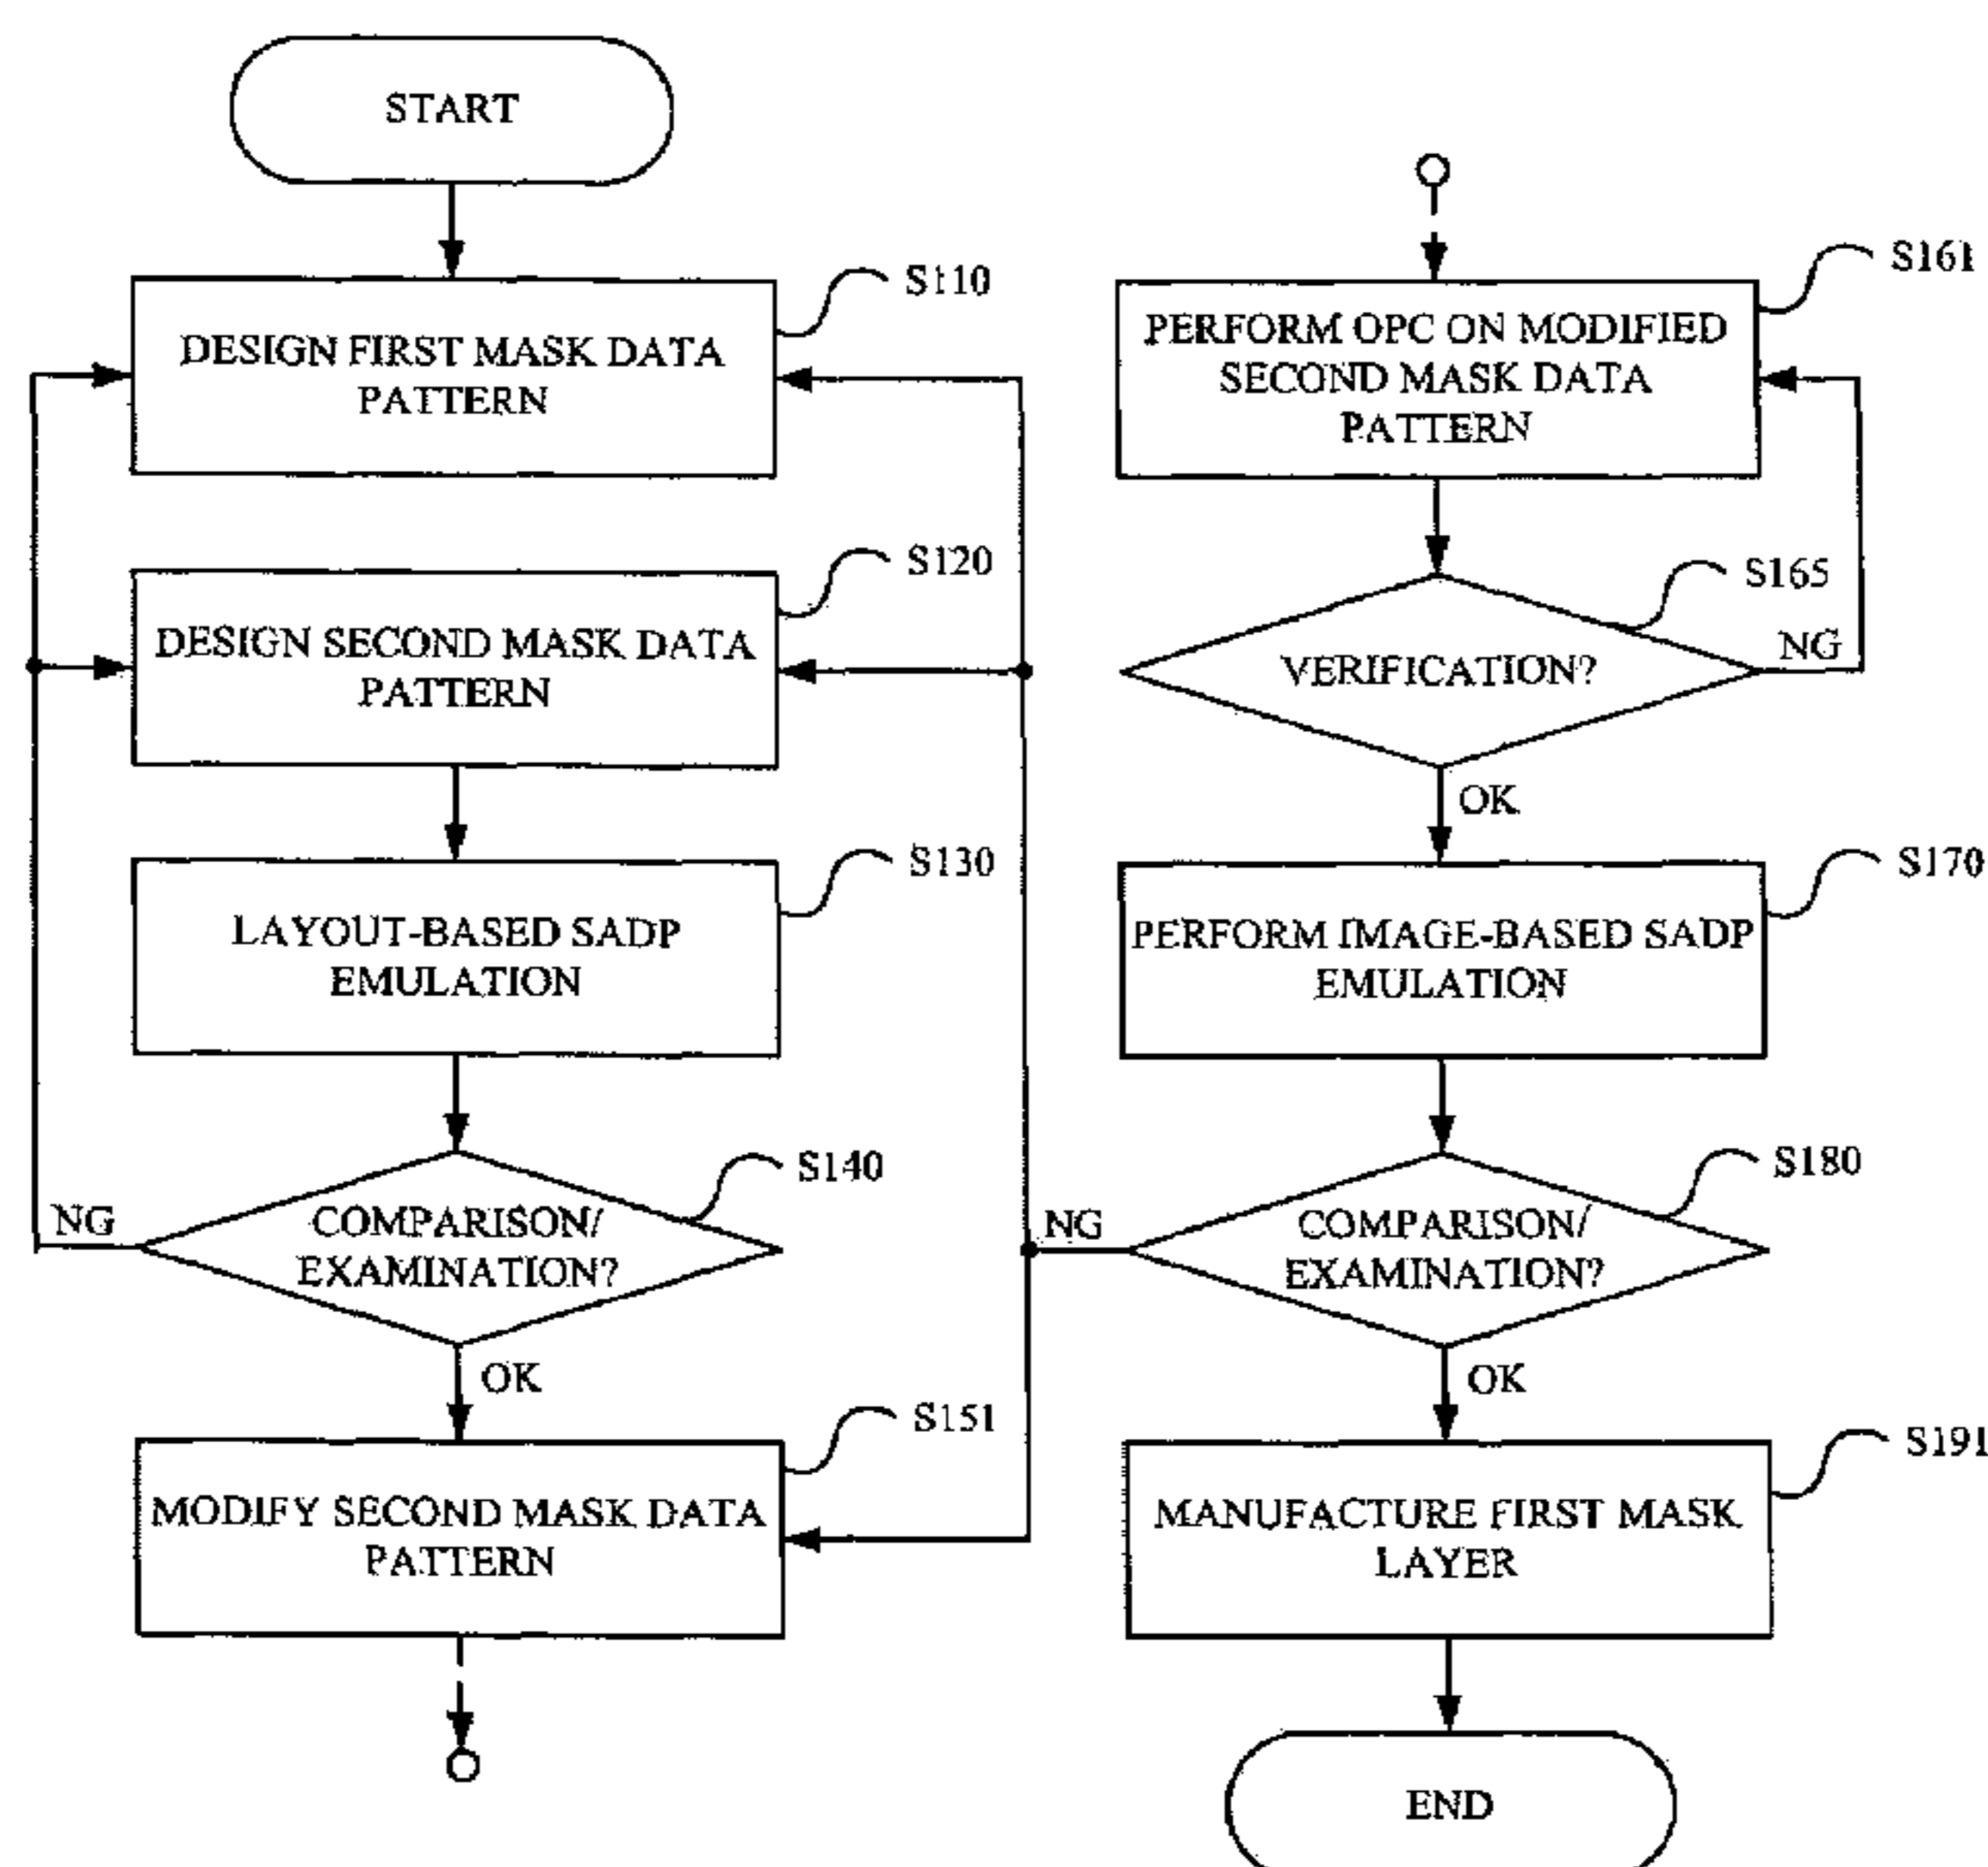 START
S110
DESIGN FIRST MASK DATA
PATTERN
S120
DESIGN SECOND MASK DATA
PATTERN
S130
LAYOUT-BASED SADP
EMULATION
S140
NG
COMPARISON/
EXAMINATION?
OK
S151
MODIFY SECOND MASK DATA
PATTERN
S161
PERFORM OPC ON MODIFIED
SECOND MASK DATA
PATTERN
S165
NG
VERIFICATION?
OK
S170
PERFORM IMAGE-BASED SADP
EMULATION
S180
NG
COMPARISON/
EXAMINATION?
OK
S191
MANUFACTURE FIRST MASK
LAYER
END